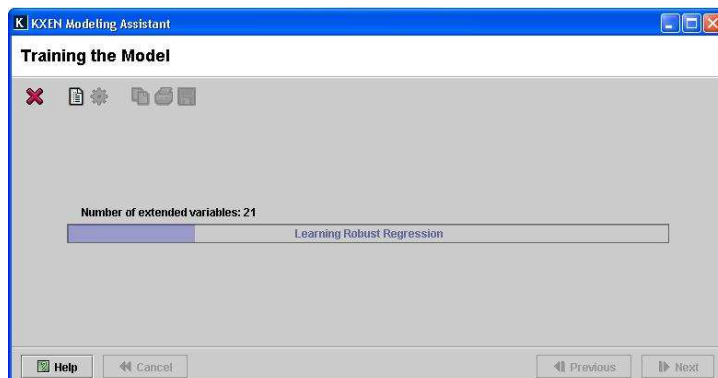 K KXEN Modeling Assistant
Training the Model
Number of extended variables: 21
Learning Robust Regression
Help Cancel Previous Next